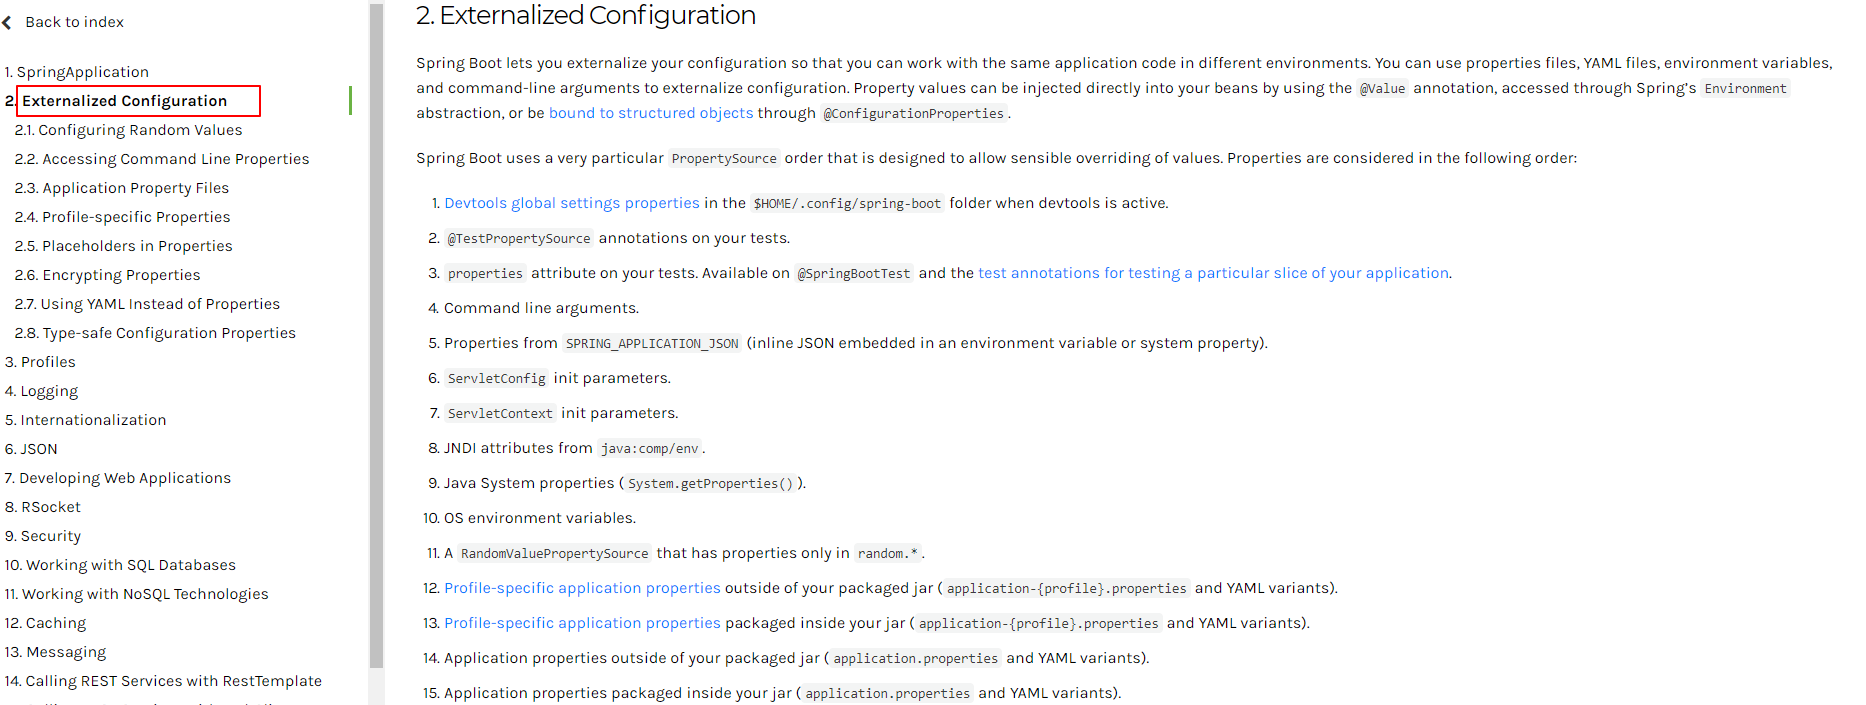 Back to index
1. SpringApplication
2. Externalized Configuration
2.1. Configuring Random Values
2.2. Accessing Command Line Properties
2.3. Application Property Files
2.4. Profile-specific Properties
2.5. Placeholders in Properties
2.6. Encrypting Properties
2.7. Using YAML Instead of Properties
2.8. Type-safe Configuration Properties
3. Profiles
4. Logging
5. Internationalization
6. JSON
7. Developing Web Applications
8. RSocket
9. Security
10. Working with SQL Databases
11. Working with NoSQL Technologies
12. Caching
13. Messaging
14. Calling REST Services with RestTemplate
2. Externalized Configuration
Spring Boot lets you externalize your configuration so that you can work with the same application code in different environments. You can use properties files, YAML files, environment variables,
and command-line arguments to externalize configuration. Property values can be injected directly into your beans by using the @Value annotation, accessed through Spring's Environment
abstraction, or be bound to structured objects through @ConfigurationProperties.
Spring Boot uses a very particular PropertySource order that is designed to allow sensible overriding of values. Properties are considered in the following order:
1. Devtools global settings properties in the $HOME/.config/spring-boot folder when devtools is active.
2. @TestPropertySource annotations on your tests.
3. properties attribute on your tests. Available on @SpringBootTest and the test annotations for testing a particular slice of your application.
4. Command line arguments.
5. Properties from SPRING_APPLICATION_JSON (inline JSON embedded in an environment variable or system property).
6. ServletConfig init parameters.
7. ServletContext init parameters.
8. JNDI attributes from java:comp/env.
9. Java System properties (System.getProperties()).
10. OS environment variables.
11. A RandomValuePropertySource that has properties only in random.*.
12. Profile-specific application properties outside of your packaged jar (application-{profile}.properties and YAML variants).
13. Profile-specific application properties packaged inside your jar (application-{profile}.properties and YAML variants).
14. Application properties outside of your packaged jar (application.properties and YAML variants).
15. Application properties packaged inside your jar (application.properties and YAML variants).